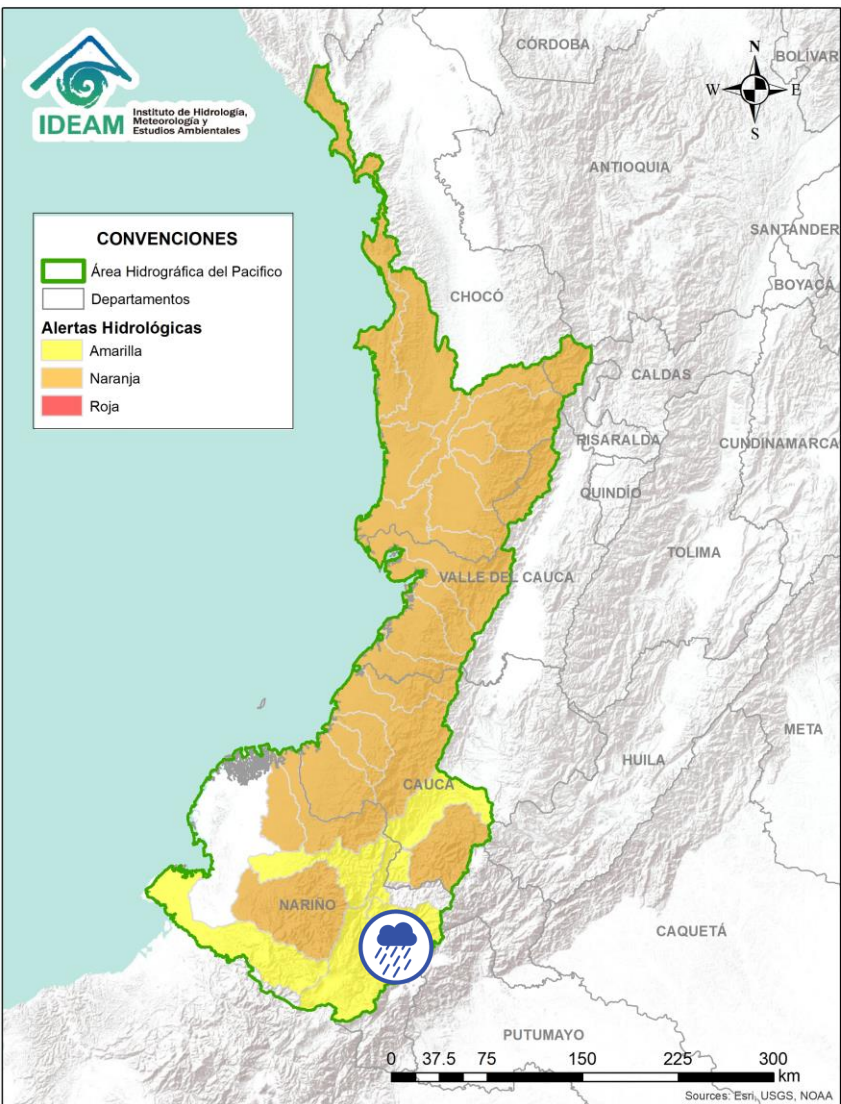 IDEAM
Instituto de Hidrología,
Meteorología y
Estudios Ambientales
N
W
E
S
CÓRDOBA
BOLÍVAR
ANTIOQUIA
SANTANDER
BOYACÁ
CHOCÓ
CALDAS
RISARALDA
CUNDINAMARCA
QUINDÍO
TOLIMA
VALLE DEL CAUCA
META
HUILA
CAUCA
NARIÑO
CAQUETÁ
PUTUMAYO
CONVENCIONES
Área Hidrográfica del Pacifico
Departamentos
Alertas Hidrológicas
Amarilla
Naranja
Roja
0 37.5 75 150 225 300
km
Sources: Esri, USGS, NOAA